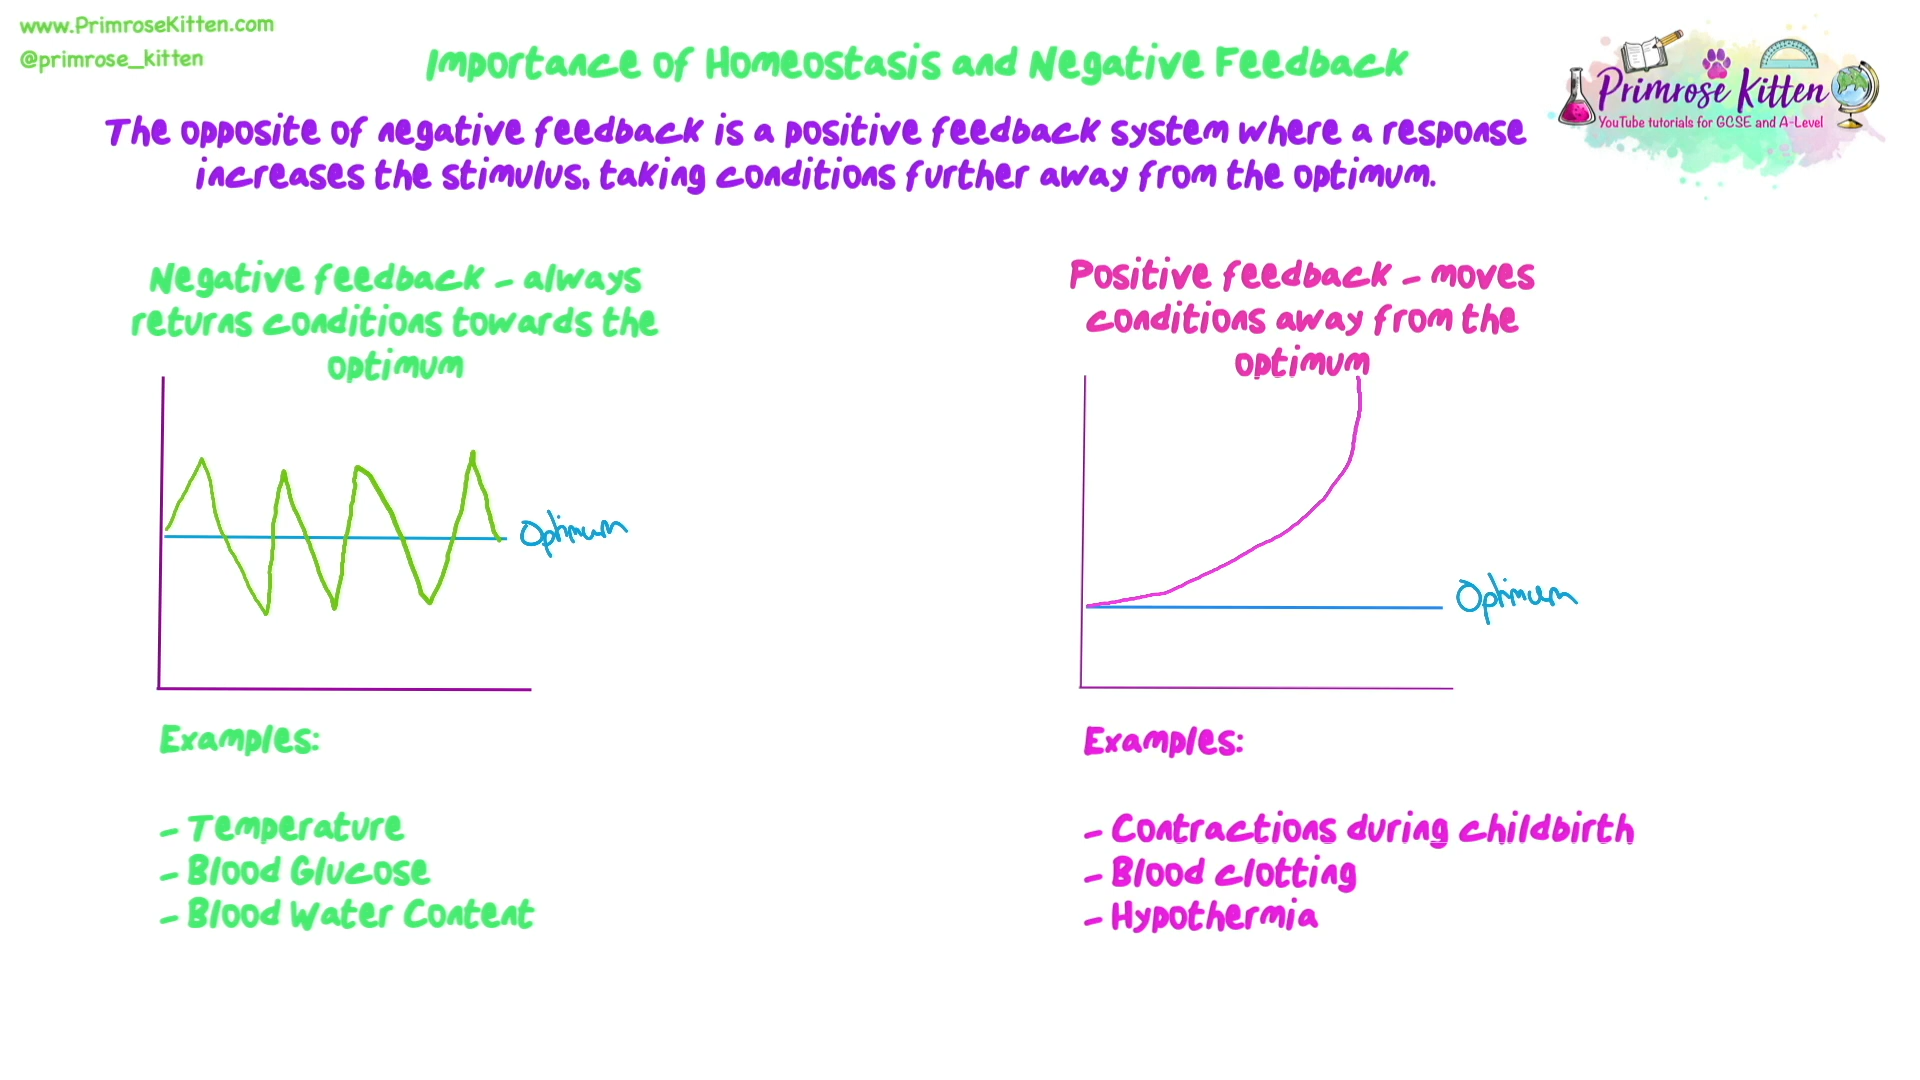 www.PrimroseKitten.com
@primrose_kitten
Importance of Homeostasis and Negative Feedback
Primrose Kitten
YouTube tutorials for GCSE and A-Level
The opposite of negative feedback is a positive feedback system where a response
increases the stimulus, taking conditions further away from the optimum.
Negative feedback - always
returns conditions towards the
optimum
Optimum
Examples:
- Temperature
- Blood Glucose
- Blood Water Content
Positive feedback - moves
conditions away from the
optimum
Optimum
Examples:
- Contractions during childbirth
- Blood clotting
- Hypothermia